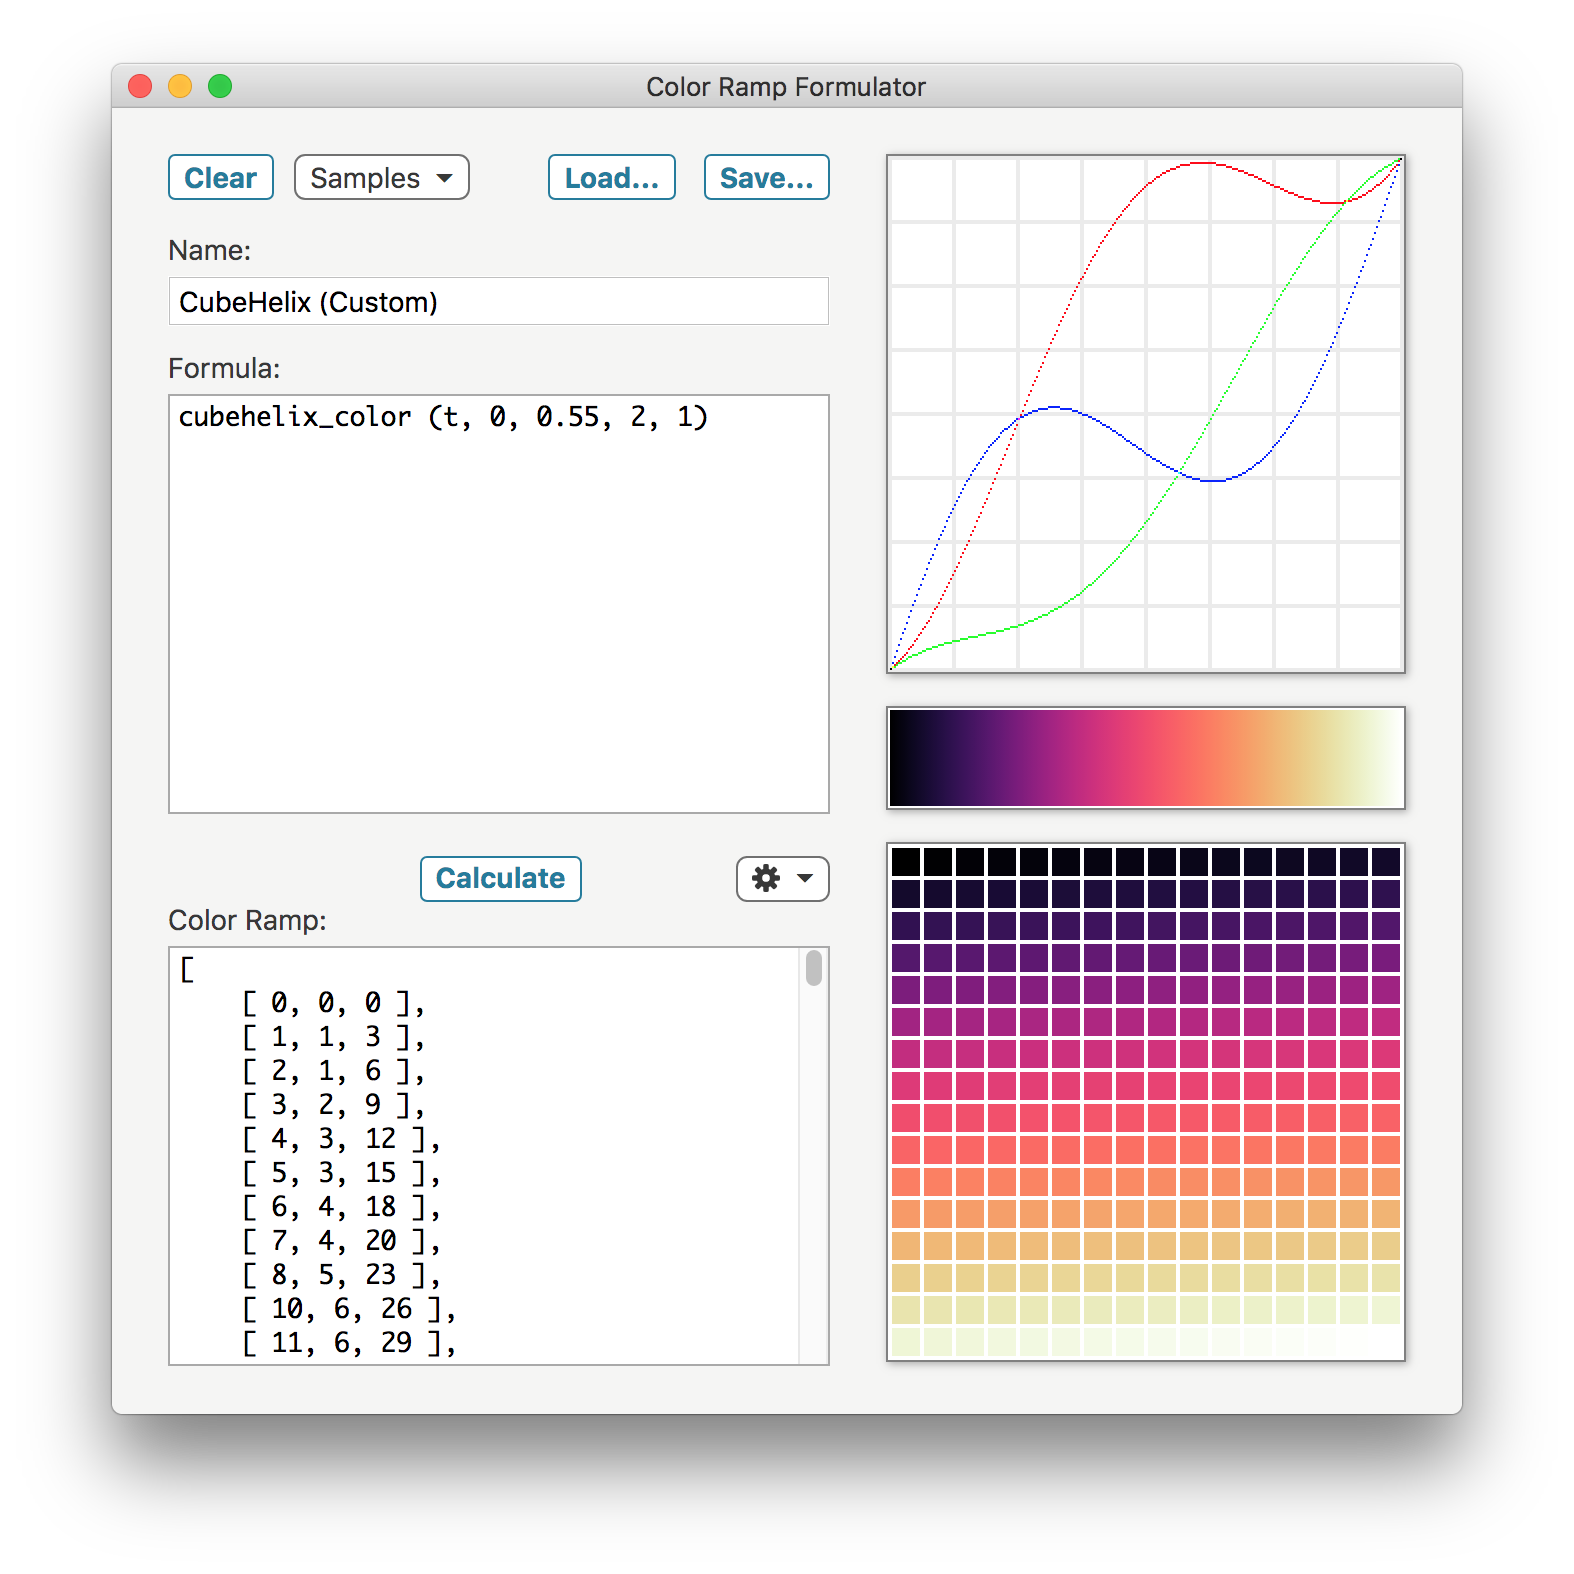 Color Ramp Formulator
Clear Samples Load... Save...
Name:
CubeHelix (Custom)
Formula:
cubehelix_color (t, 0, 0.55, 2, 1)
Calculate
Color Ramp:
[
[ 0, 0, 0 ],
[ 1, 1, 3 ],
[ 2, 1, 6 ],
[ 3, 2, 9 ],
[ 4, 3, 12 ],
[ 5, 3, 15 ],
[ 6, 4, 18 ],
[ 7, 4, 20 ],
[ 8, 5, 23 ],
[ 10, 6, 26 ],
[ 11, 6, 29 ],